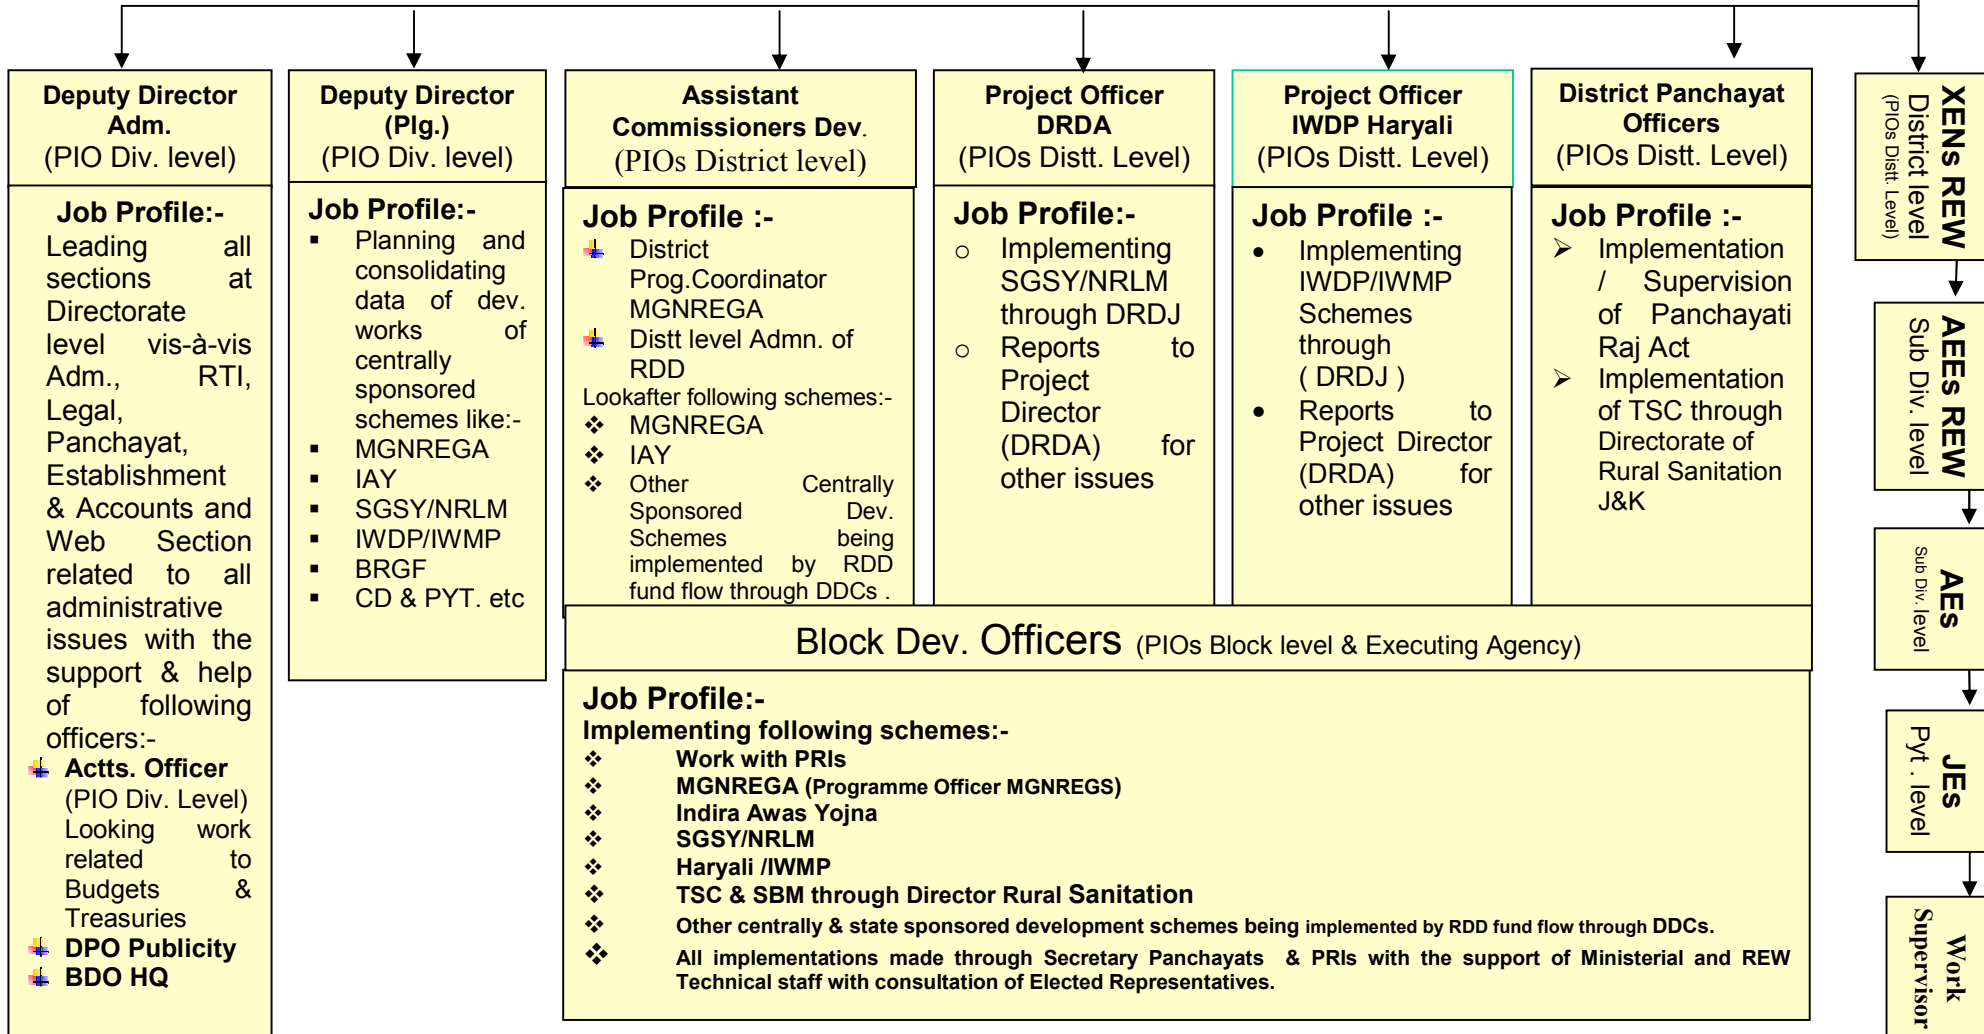 Deputy Director
Adm.
(PIO Div. level)
Job Profile:-
Leading all
sections at
Directorate
level vis-à-vis
Adm., RTI,
Legal,
Panchayat,
Establishment
& Accounts and
Web Section
related to all
administrative
issues with the
support & help
of following
officers:-
Actts. Officer
(PIO Div. Level)
Looking work
related to
Budgets &
Treasuries
DPO Publicity
BDO HQ
Deputy Director
(Plg.)
(PIO Div. level)
Job Profile:-
▪ Planning and
consolidating
data of dev.
works of
centrally
sponsored
schemes like:-
▪ MGNREGA
▪ IAY
▪ SGSY/NRLM
▪ IWDP/IWMP
▪ BRGF
▪ CD & PYT. etc
Assistant
Commissioners Dev.
(PIOs District level)
Job Profile :-
District
Prog.Coordinator
MGNREGA
Distt level Admn. of
RDD
Lookafter following schemes:-
❖ MGNREGA
❖ IAY
❖ Other Centrally
Sponsored Dev.
Schemes being
implemented by RDD
fund flow through DDCs .
Project Officer
DRDA
(PIOs Distt. Level)
Job Profile:-
o Implementing
SGSY/NRLM
through DRDJ
o Reports to
Project
Director
(DRDA) for
other issues
Project Officer
IWDP Haryali
(PIOs Distt. Level)
Job Profile :-
• Implementing
IWDP/IWMP
Schemes
through
( DRDJ )
• Reports to
Project Director
(DRDA) for
other issues
District Panchayat
Officers
(PIOs Distt. Level)
Job Profile :-
➢ Implementation
/ Supervision
of Panchayati
Raj Act
➢ Implementation
of TSC through
Directorate of
Rural Sanitation
J&K
Block Dev. Officers (PIOs Block level & Executing Agency)
Job Profile:-
Implementing following schemes:-
❖ Work with PRIs
❖ MGNREGA (Programme Officer MGNREGS)
❖ Indira Awas Yojna
❖ SGSY/NRLM
❖ Haryali /IWMP
❖ TSC & SBM through Director Rural Sanitation
❖ Other centrally & state sponsored development schemes being implemented by RDD fund flow through DDCs.
❖ All implementations made through Secretary Panchayats & PRIs with the support of Ministerial and REW
Technical staff with consultation of Elected Representatives.
XENs REW
District level
(PIOs Distt. Level)
AEEs REW
Sub Div. level
AEs
Sub Div. level
JEs
Pyt . level
Work
Supervisor